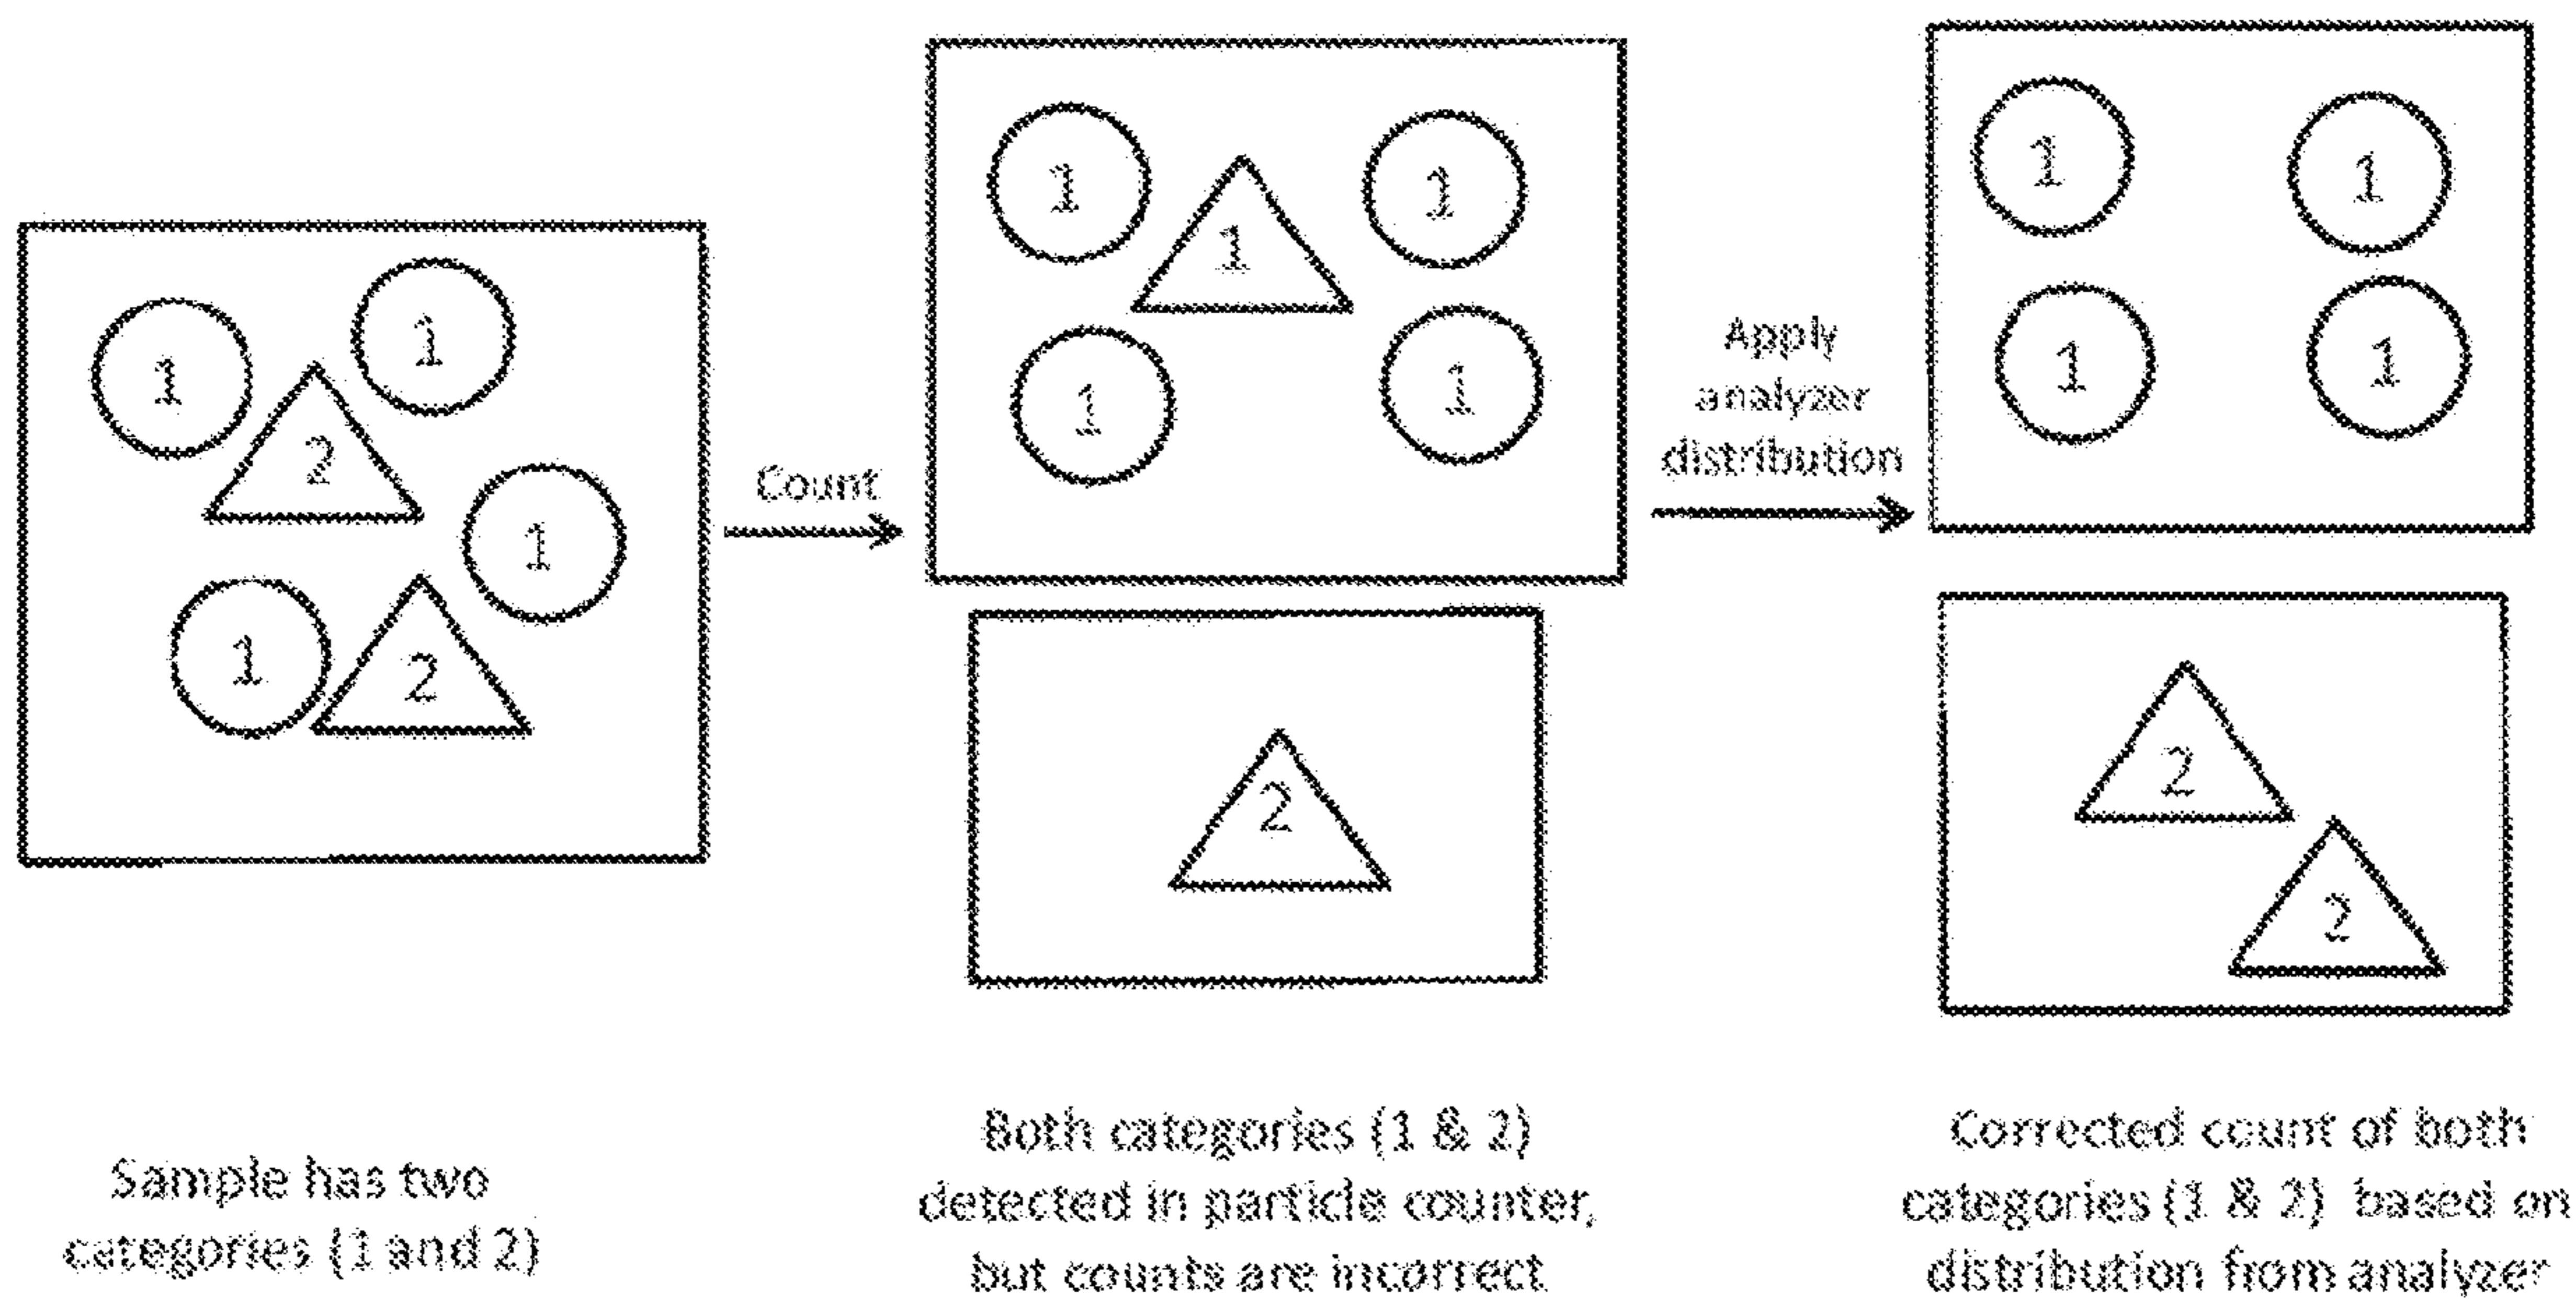 1
1
2
1
1
2
Sample has two
categories (1 and 2)
Count
1
1
1
1
1
2
Both categories (1 & 2)
detected in particle counter,
but counts are incorrect
Apply
analyzer
distribution
1
1
1
1
2
2
Corrected count of both
categories (1 & 2) based on
distribution from analyzer